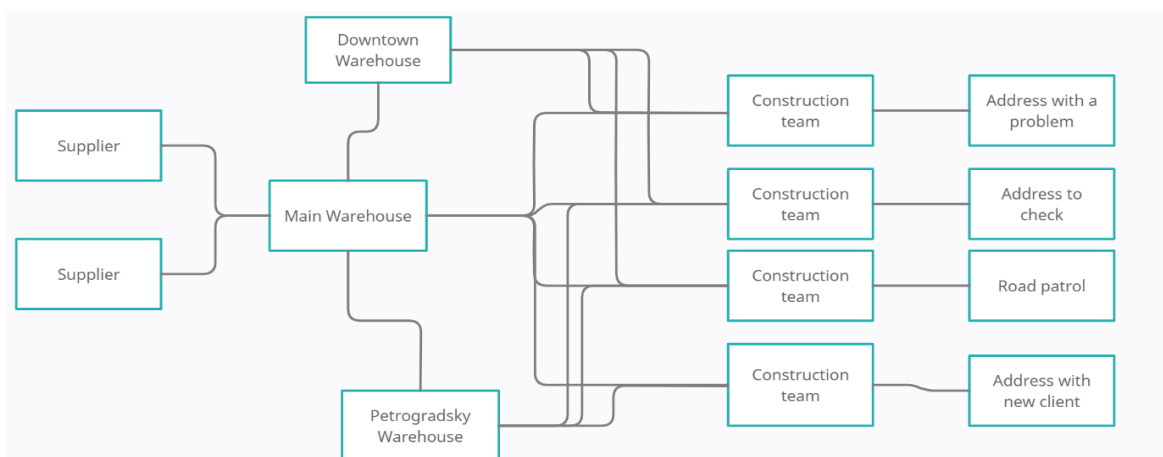 Downtown
Warehouse
Supplier
Main Warehouse
Supplier
Petrogradsky
Warehouse
Construction
team
Address with a
problem
Construction
team
Address to
check
Construction
team
Road patrol
Construction
team
Address with
new client